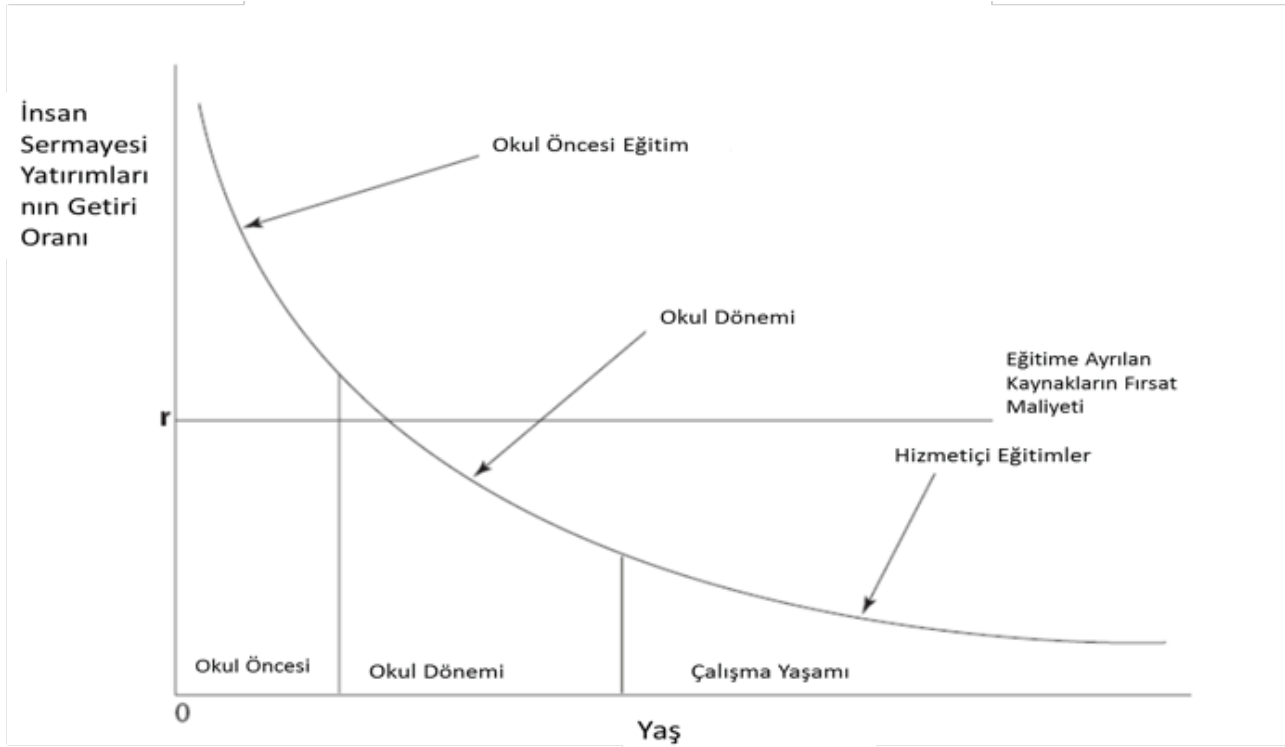 İnsan
Sermayesi
Yatırımları
nın Getiri
Oranı
Okul Öncesi Eğitim
Okul Dönemi
Eğitime Ayrılan
Kaynakların Fırsat
Maliyeti
r
Hizmetiçi Eğitimler
Okul Öncesi
Okul Dönemi
Çalışma Yaşamı
0
Yaş